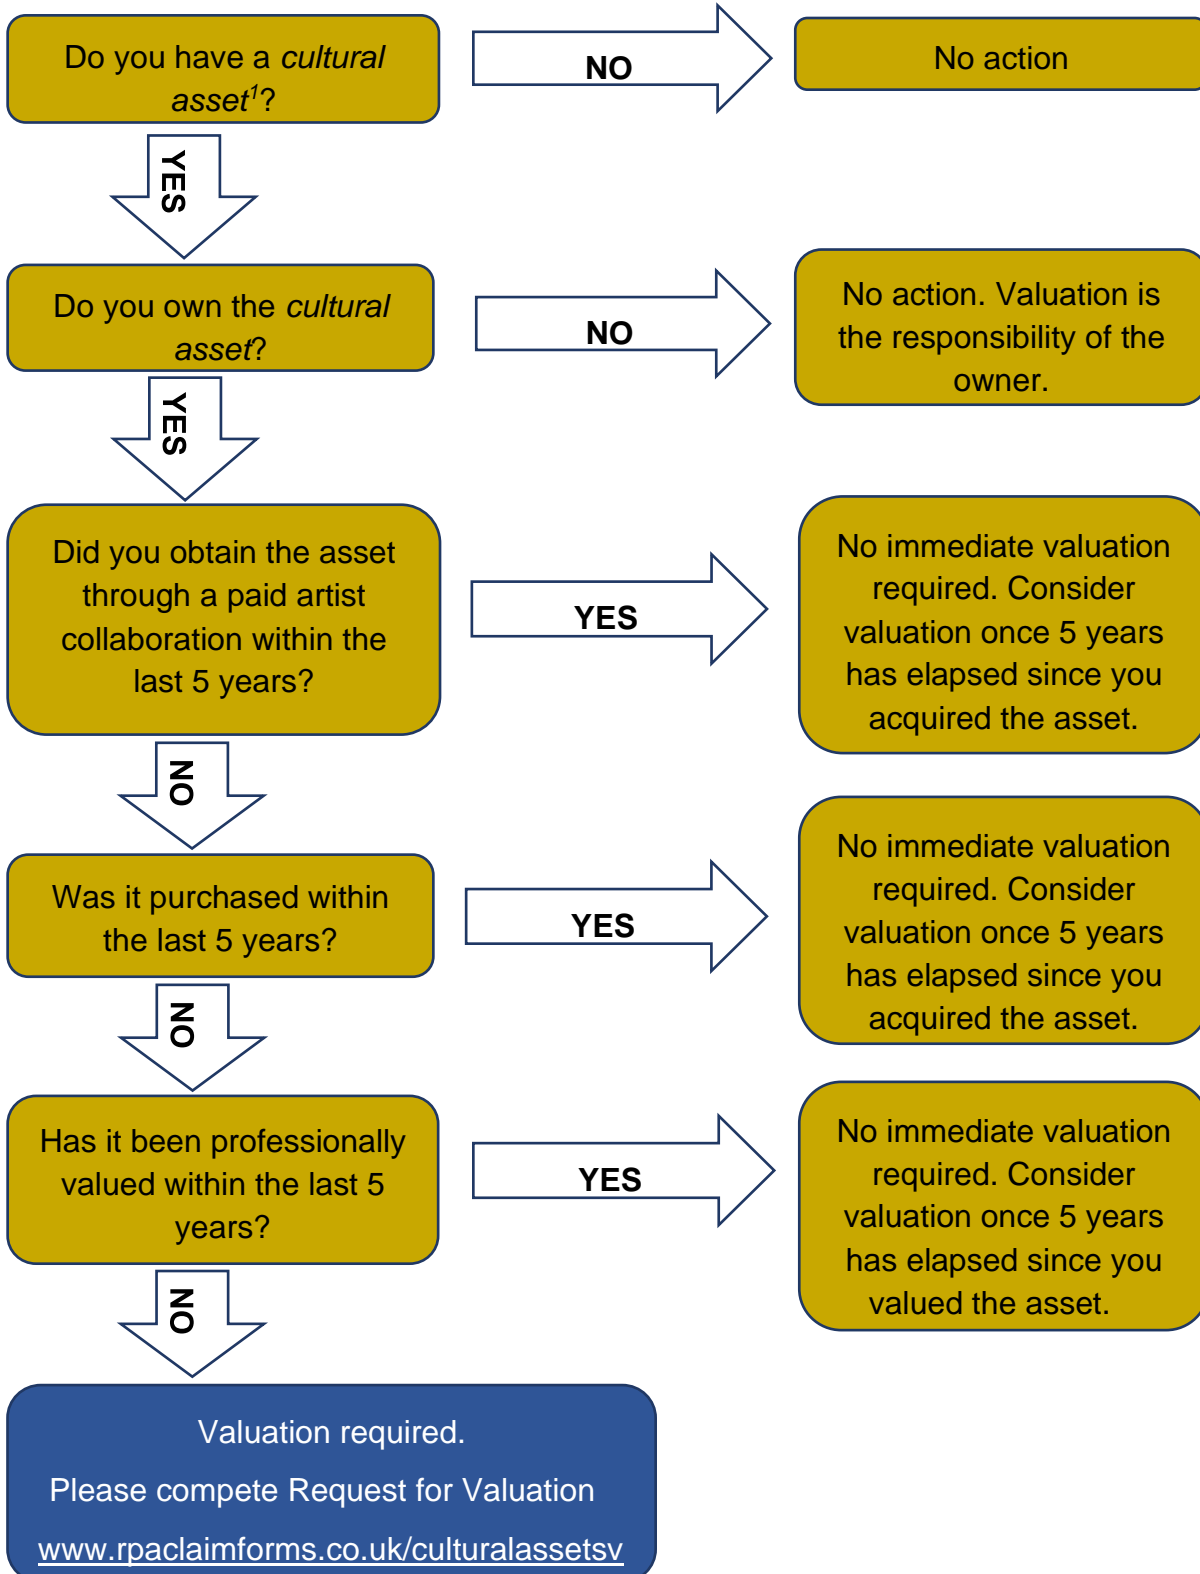 Do you have a cultural
asset¹?
NO
No action
YES
Do you own the cultural
asset?
NO
No action. Valuation is
the responsibility of the
owner.
YES
Did you obtain the asset
through a paid artist
collaboration within the
last 5 years?
YES
No immediate valuation
required. Consider
valuation once 5 years
has elapsed since you
acquired the asset.
NO
Was it purchased within
the last 5 years?
YES
No immediate valuation
required. Consider
valuation once 5 years
has elapsed since you
acquired the asset.
NO
Has it been professionally
valued within the last 5
years?
YES
No immediate valuation
required. Consider
valuation once 5 years
has elapsed since you
valued the asset.
NO
Valuation required.
Please compete Request for Valuation
www.rpaclaimforms.co.uk/culturalassetsv